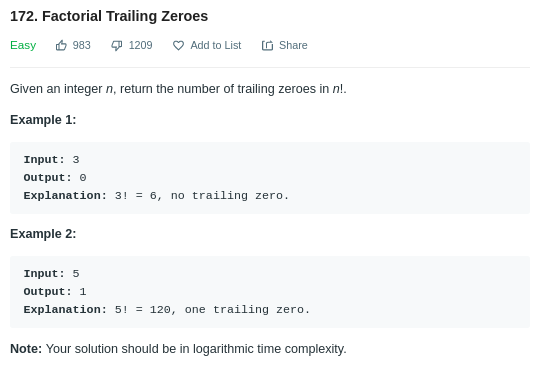 172. Factorial Trailing Zeroes
Easy 983 1209 Add to List Share
Given an integer n, return the number of trailing zeroes in n!.
Example 1:
Input: 3
Output: 0
Explanation: 3! = 6, no trailing zero.
Example 2:
Input: 5
Output: 1
Explanation: 5! = 120, one trailing zero.
Note: Your solution should be in logarithmic time complexity.